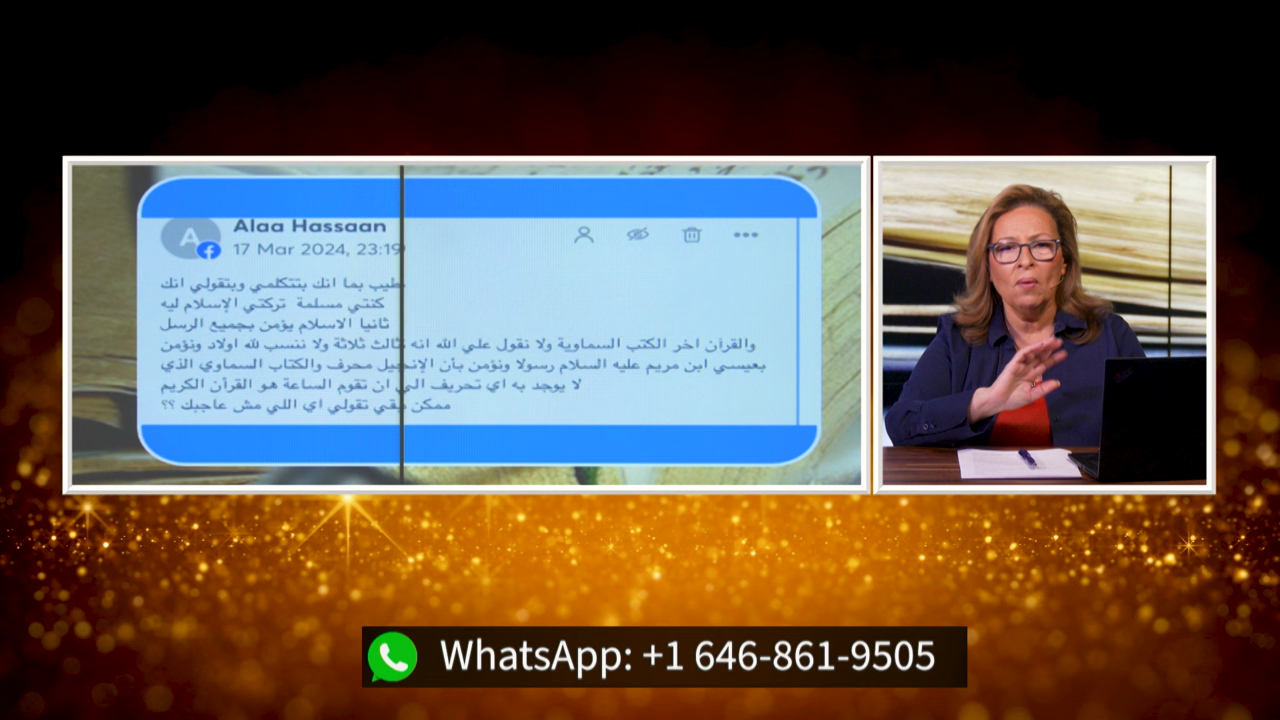 A
Alaa Hassaan
17 Mar 2024, 23:19
طيب بما انك بتتكلمي وبتقولي انك
كنتي مسلمة تركتي الإسلام ليه
ثانيا الاسلام يؤمن بجميع الرسل
والقرآن اخر الكتب السماوية ولا نقول علي الله انه ثالث ثلاثة ولا ننسب لله اولاد ونؤمن
بعيسي ابن مريم عليه السلام رسولا ونؤمن بأن الإنجيل محرف والكتاب السماوي الذي
لا يوجد به اي تحريف الي ان تقوم الساعة هو القرآن الكريم
ممكن بقي تقولي اي اللي مش عاجبك ؟؟
WhatsApp: +1 646-861-9505